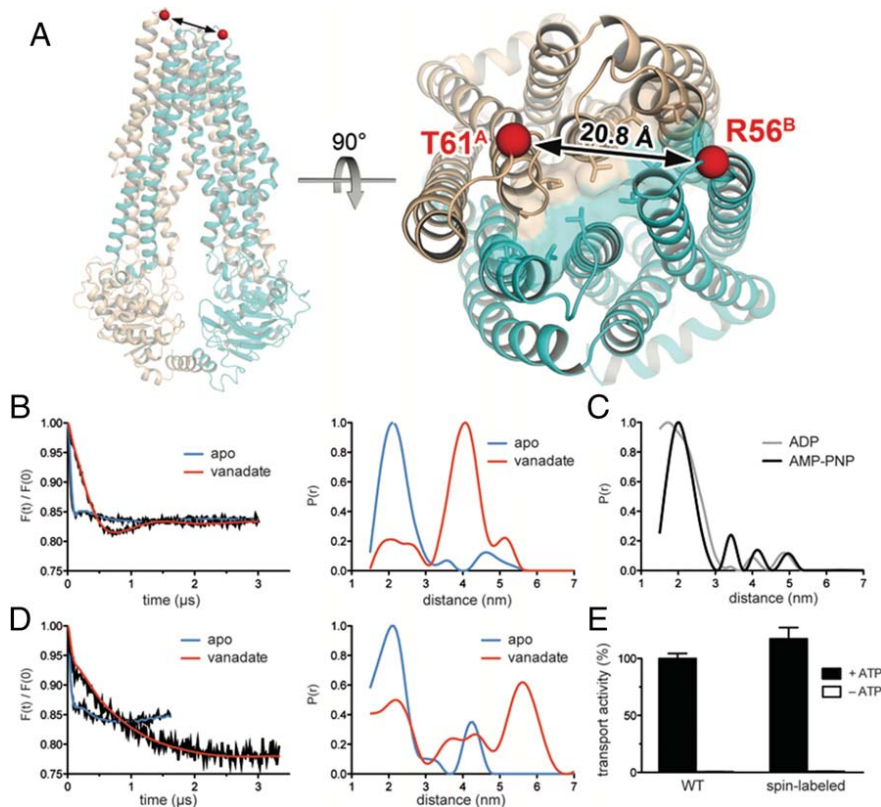 A
90°
T61ᴬ
20.8 Å
R56ᴮ
B
F(t) / F(0)
1.00
0.95
0.90
0.85
0.80
0.75
apo
vanadate
0 1 2 3
time (µs)
P(r)
1.0
0.8
0.6
0.4
0.2
0.0
apo
vanadate
1 2 3 4 5 6 7
distance (nm)
C
P(r)
1.0
0.8
0.6
0.4
0.2
0.0
ADP
AMP-PNP
1 2 3 4 5 6 7
distance (nm)
D
F(t) / F(0)
1.00
0.95
0.90
0.85
0.80
0.75
apo
vanadate
0 1 2 3
time (µs)
P(r)
1.0
0.8
0.6
0.4
0.2
0.0
apo
vanadate
1 2 3 4 5 6 7
distance (nm)
E
transport activity (%)
100
50
0
+ ATP
– ATP
WT spin-labeled